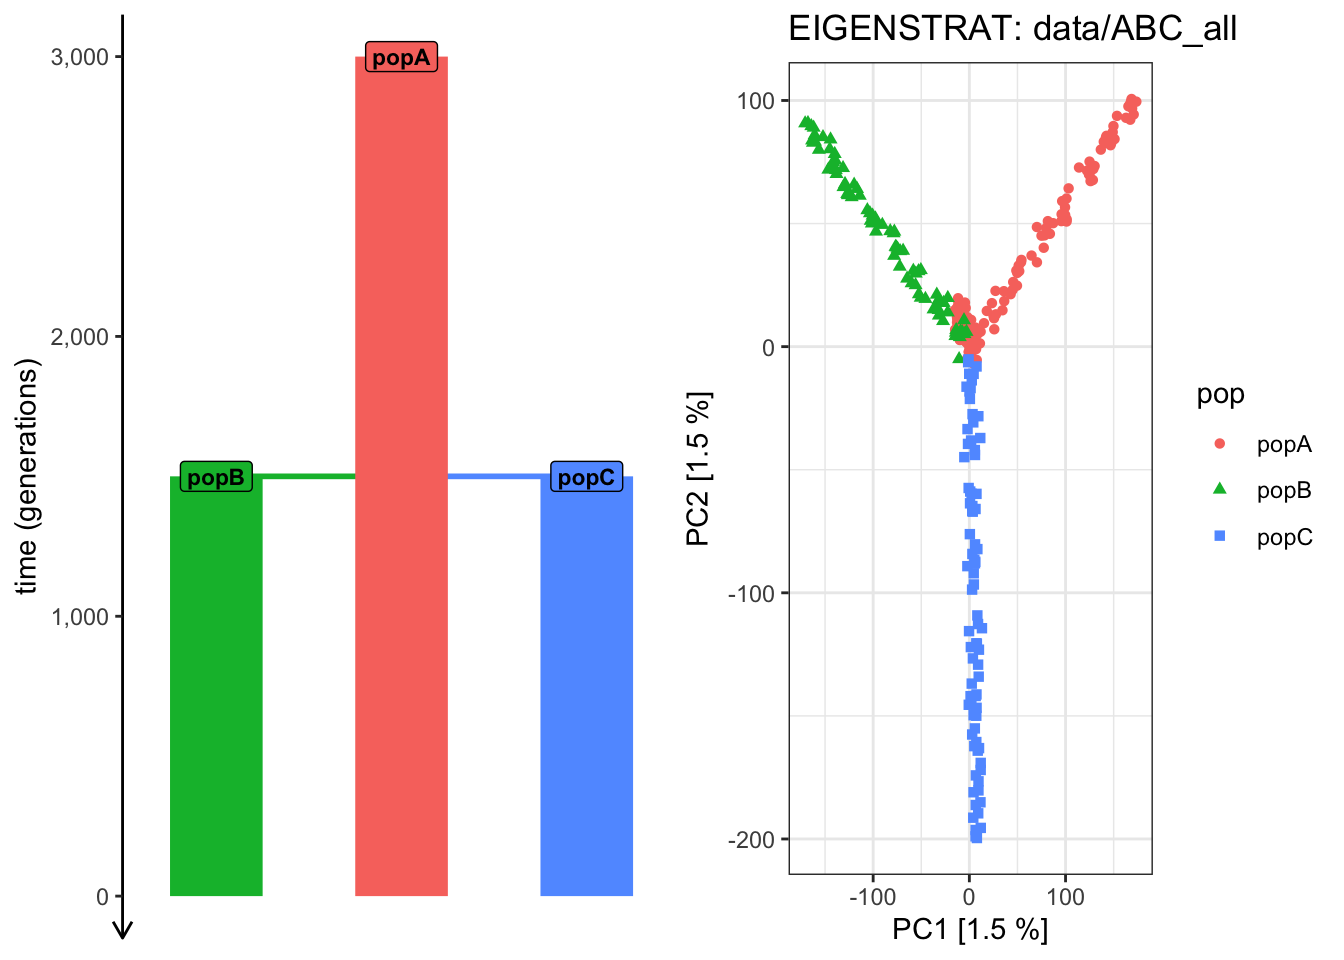 time (generations)
3,000
2,000
1,000
0
popA
popB
popC
EIGENSTRAT: data/ABC_all
PC2 [1.5 %]
100
0
-100
-200
-100
0
100
PC1 [1.5 %]
pop
popA
popB
popC